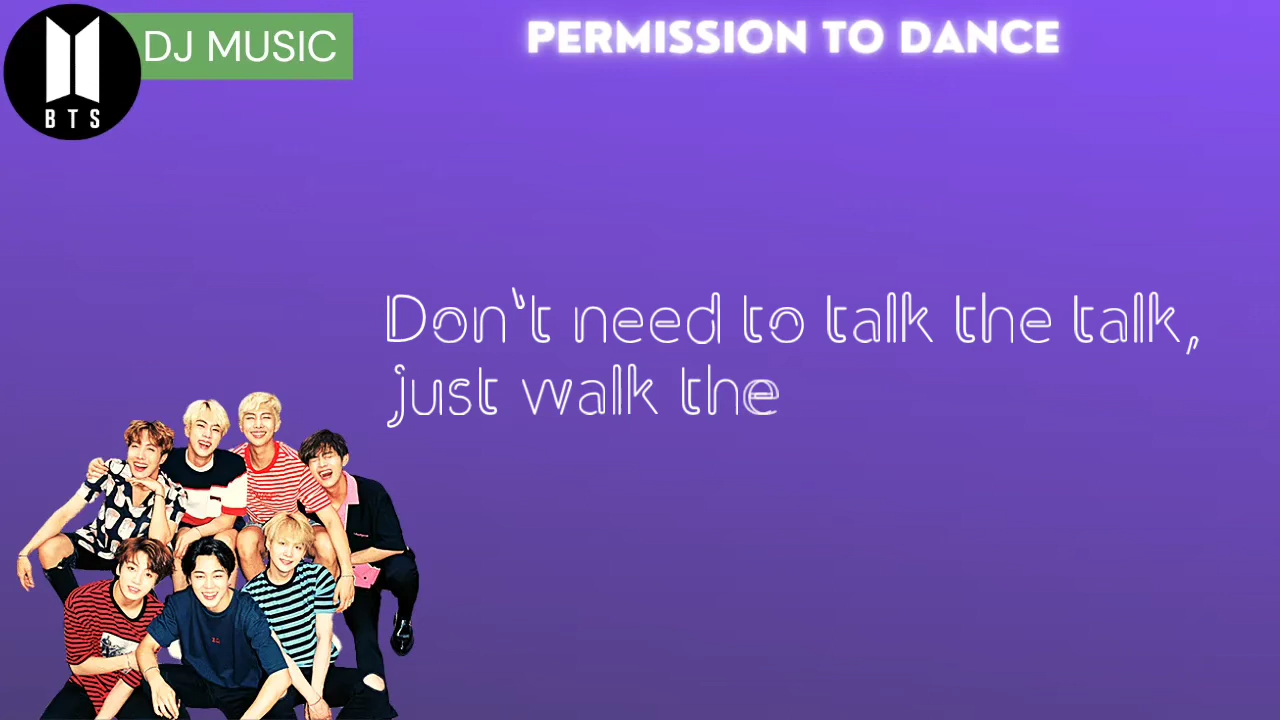 BTS
DJ MUSIC
PERMISSION TO DANCE
Don't need to talk the talk,
just walk the